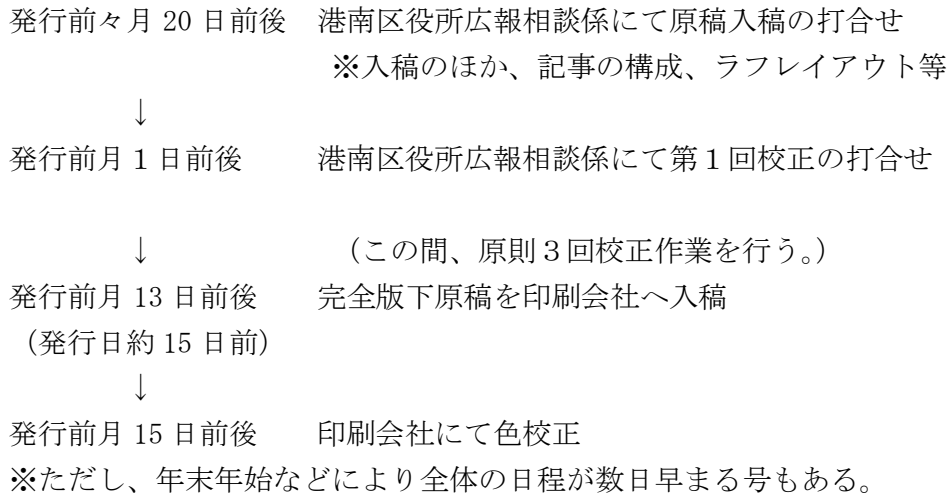 発行前々月 20 日前後　港南区役所広報相談係にて原稿入稿の打合せ
※入稿のほか、記事の構成、ラフレイアウト等
↓
発行前月１日前後　港南区役所広報相談係にて第１回校正の打合せ
↓　（この間、原則３回校正作業を行う。）
発行前月 13 日前後　完全版下原稿を印刷会社へ入稿
（発行日約 15 日前）
↓
発行前月 15 日前後　印刷会社にて色校正
※ただし、年末年始などにより全体の日程が数日早まる号もある。